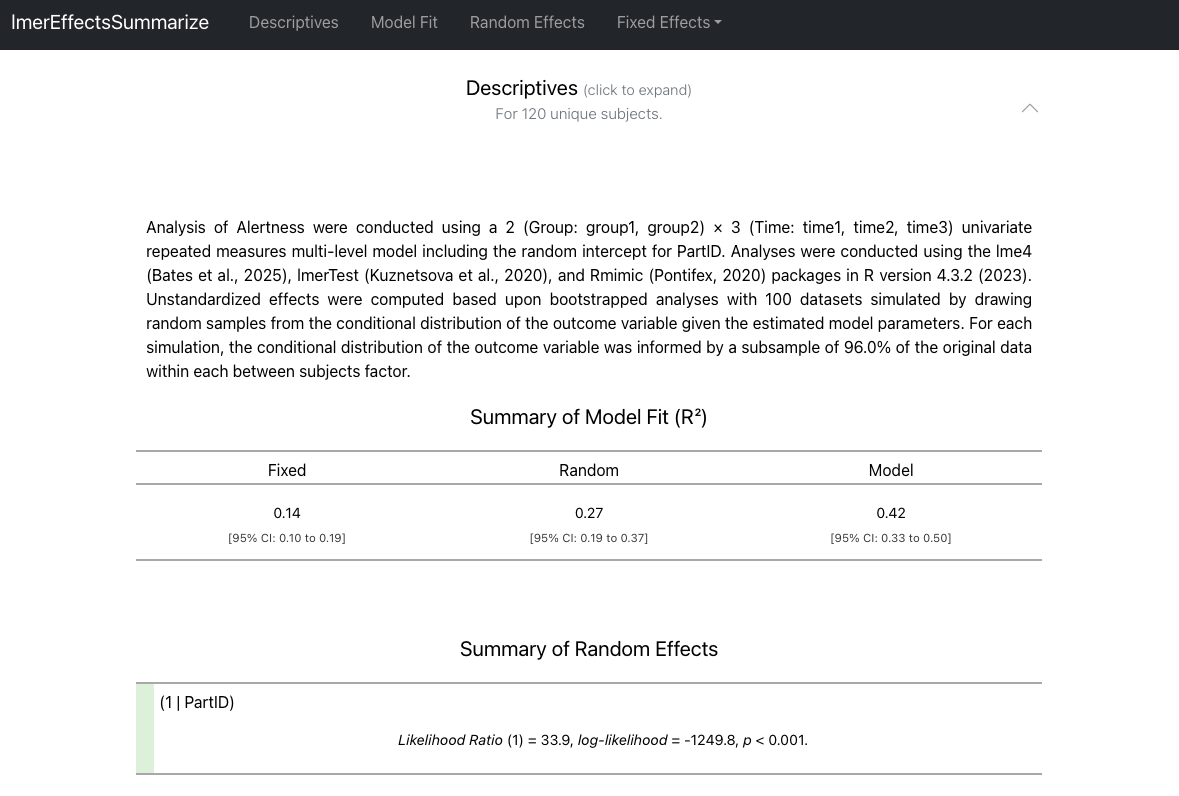 lmerEffectsSummarize Descriptives Model Fit Random Effects Fixed Effects
Descriptives (click to expand)
For 120 unique subjects.
Analysis of Alertness were conducted using a 2 (Group: group1, group2) × 3 (Time: time1, time2, time3) univariate
repeated measures multi-level model including the random intercept for PartID. Analyses were conducted using the lme4
(Bates et al., 2025), lmerTest (Kuznetsova et al., 2020), and Rmimic (Pontifex, 2020) packages in R version 4.3.2 (2023).
Unstandardized effects were computed based upon bootstrapped analyses with 100 datasets simulated by drawing
random samples from the conditional distribution of the outcome variable given the estimated model parameters. For each
simulation, the conditional distribution of the outcome variable was informed by a subsample of 96.0% of the original data
within each between subjects factor.
Summary of Model Fit (R²)
Fixed Random Model
0.14 0.27 0.42
[95% CI: 0.10 to 0.19] [95% CI: 0.19 to 0.37] [95% CI: 0.33 to 0.50]
Summary of Random Effects
(1 | PartID)
Likelihood Ratio (1) = 33.9, log-likelihood = -1249.8, p < 0.001.